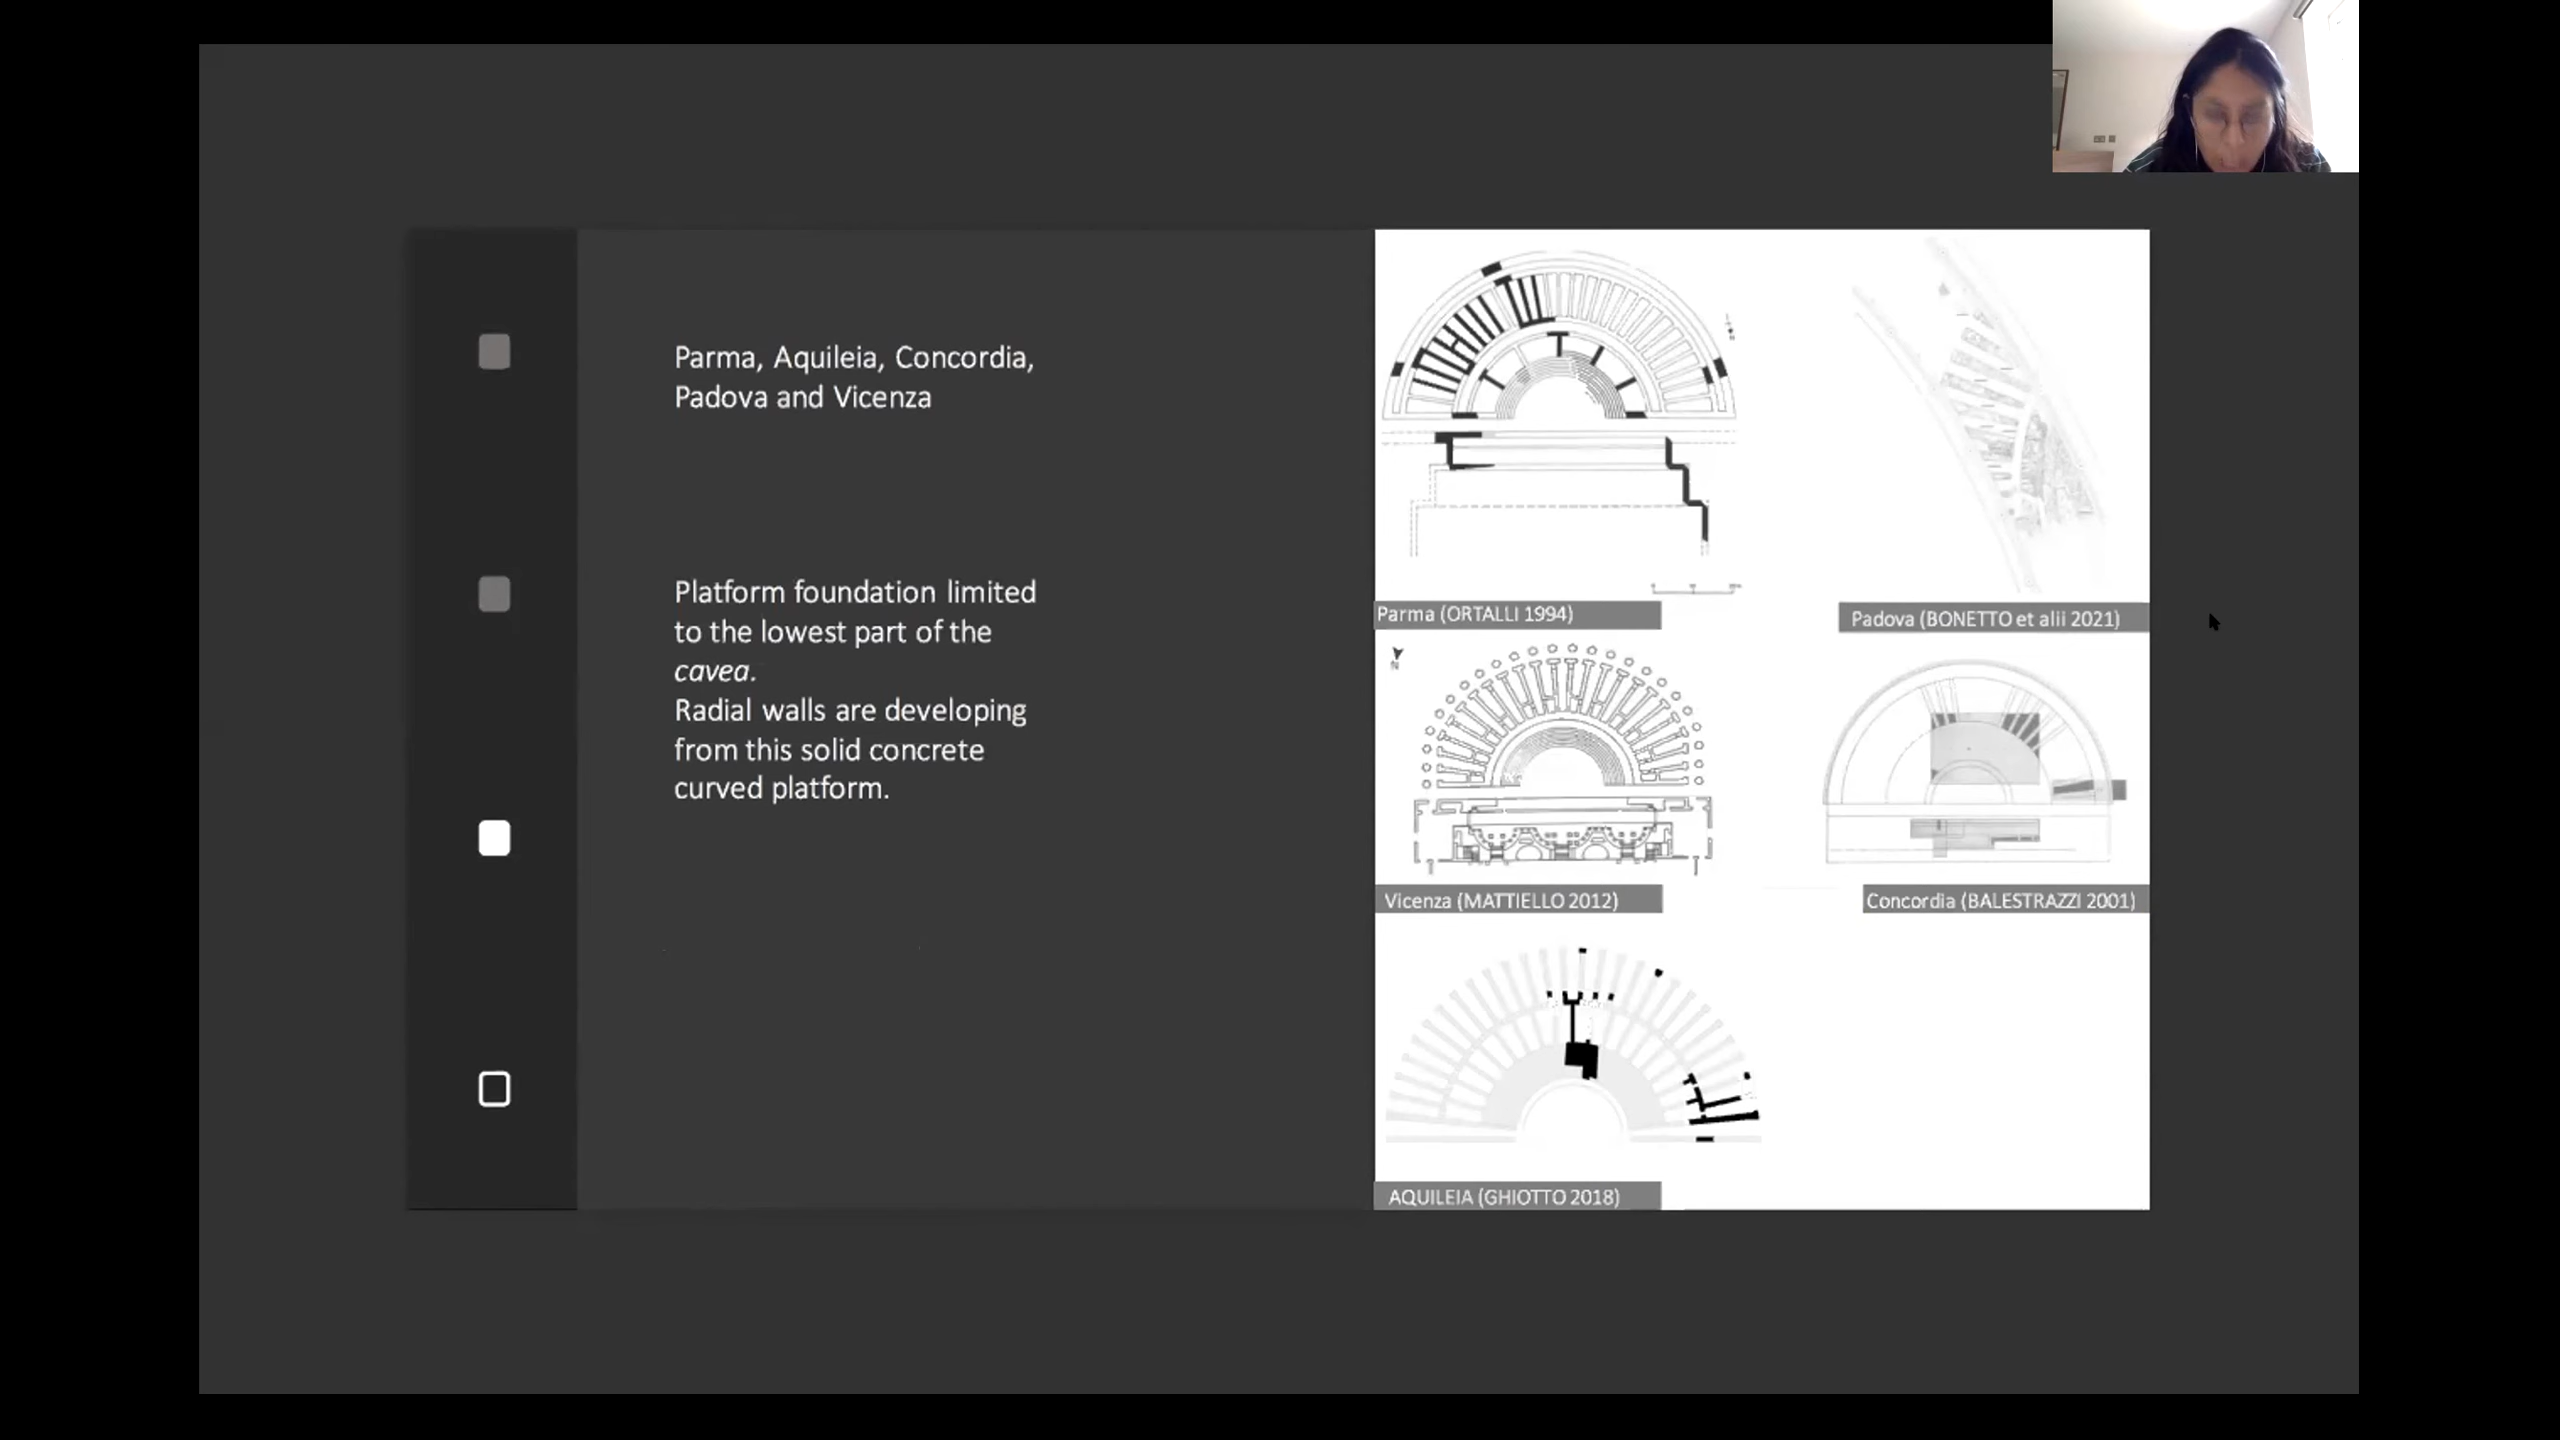 Parma, Aquileia, Concordia,
Padova and Vicenza
Platform foundation limited
to the lowest part of the
cavea.
Radial walls are developing
from this solid concrete
curved platform.
Parma (ORTALLI 1994)
Padova (BONETTO et alii 2021)
N
Vicenza (MATTIELLO 2012)
Concordia (BALESTRAZZI 2001)
AQUILEIA (GHIOTTO 2018)